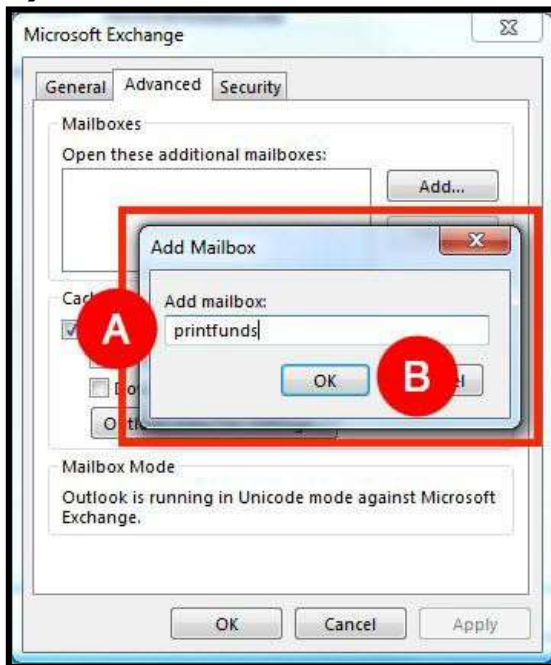 Microsoft Exchange
General Advanced Security
Mailboxes
Open these additional mailboxes:
Add...
Add Mailbox
Add mailbox:
printfunds
A
OK
B
Mailbox Mode
Outlook is running in Unicode mode against Microsoft
Exchange.
OK Cancel Apply